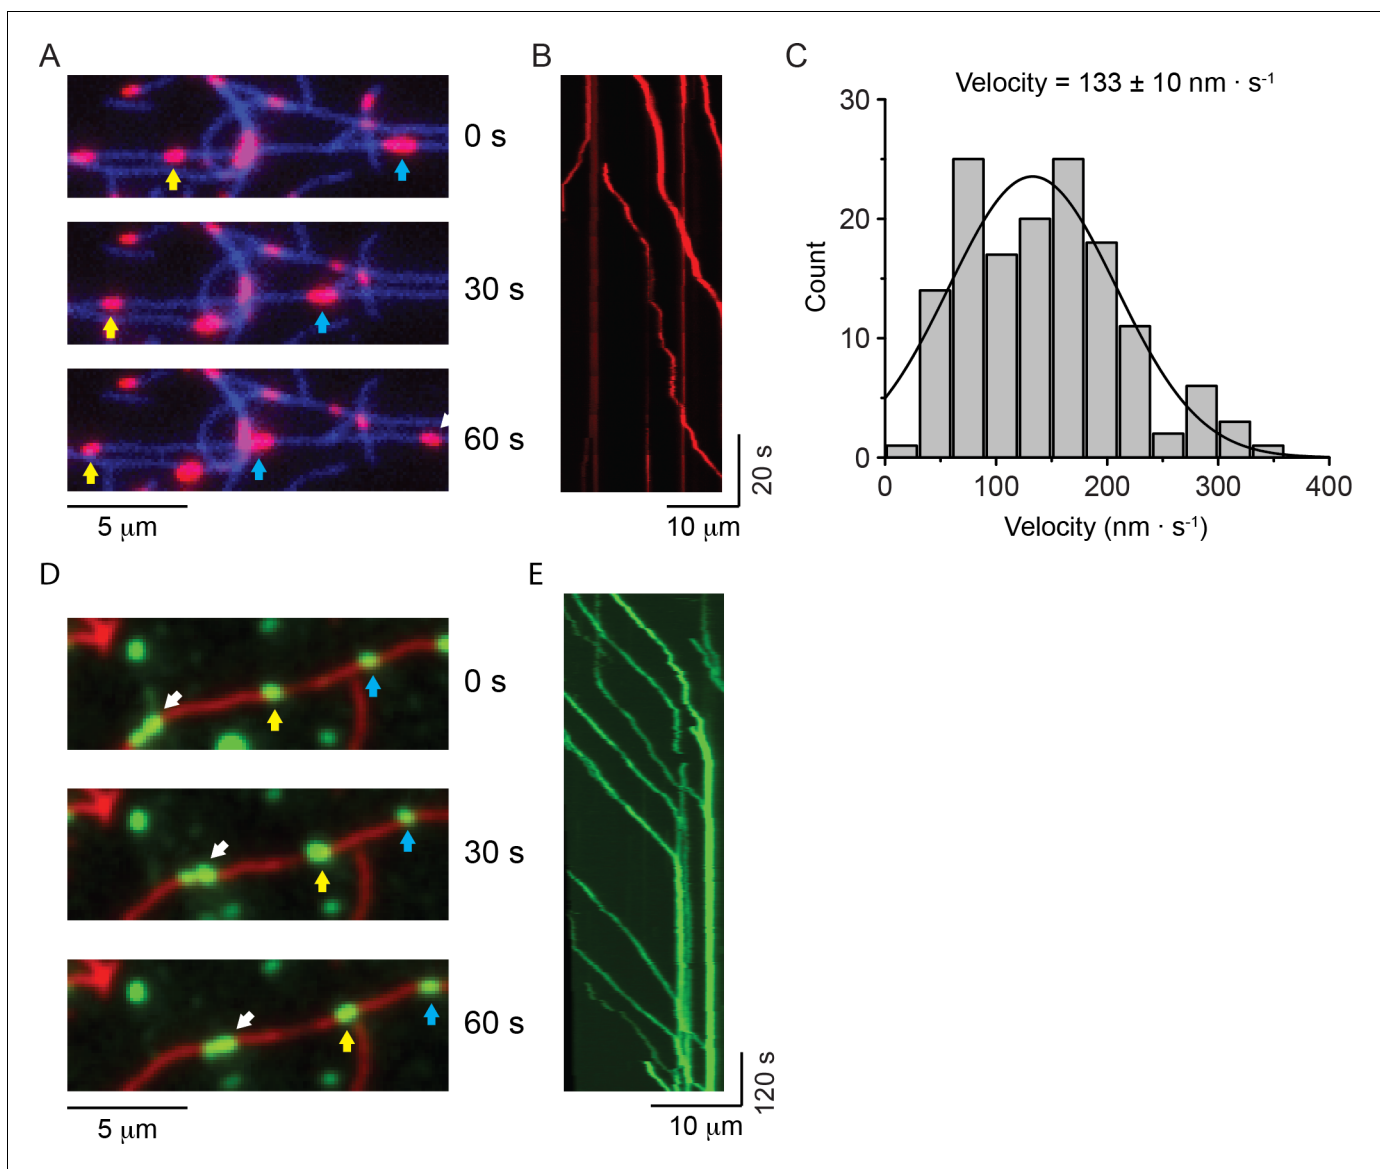 A
0 s
30 s
60 s
5 μm
B
20 s
10 μm
C
Velocity = 133 ± 10 nm · s⁻¹
30
20
10
0
Count
0 100 200 300 400
Velocity (nm · s⁻¹)
D
0 s
30 s
60 s
5 μm
E
120 s
10 μm